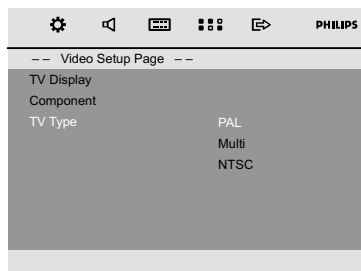 PHILIPS
-- Video Setup Page --
TV Display
Component
TV Type PAL
Multi
NTSC